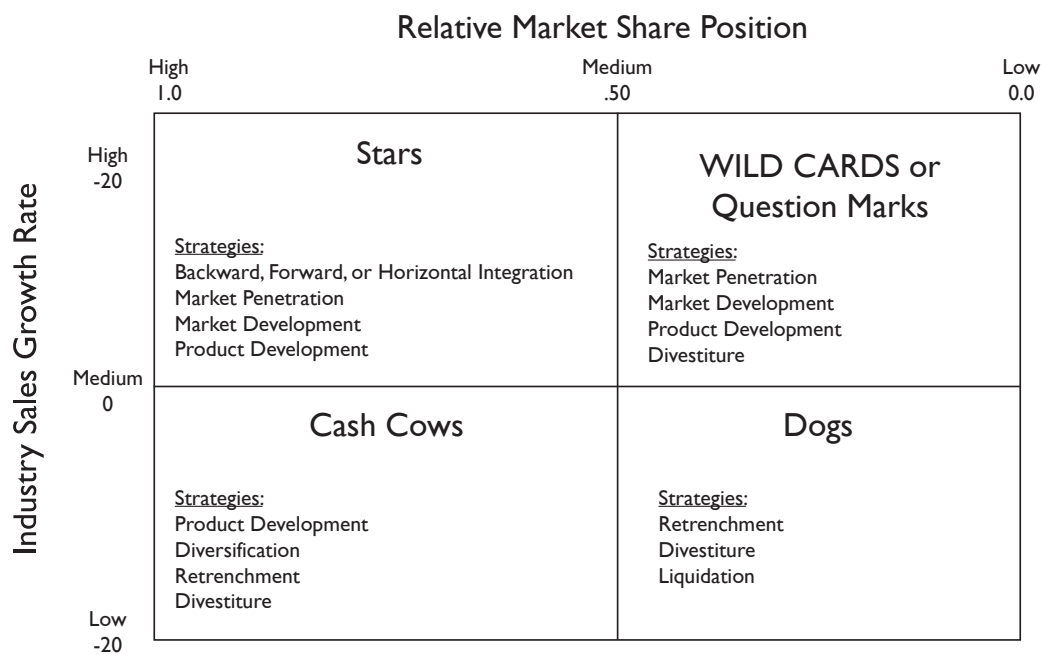 Relative Market Share Position
High
Medium
Low
1.0
.50
0.0
Industry Sales Growth Rate
High
-20
Stars
WILD CARDS or
Question Marks
Strategies:
Backward, Forward, or Horizontal Integration
Market Penetration
Market Development
Product Development
Strategies:
Market Penetration
Market Development
Product Development
Divestiture
Medium
0
Cash Cows
Dogs
Strategies:
Product Development
Diversification
Retrenchment
Divestiture
Strategies:
Retrenchment
Divestiture
Liquidation
Low
-20